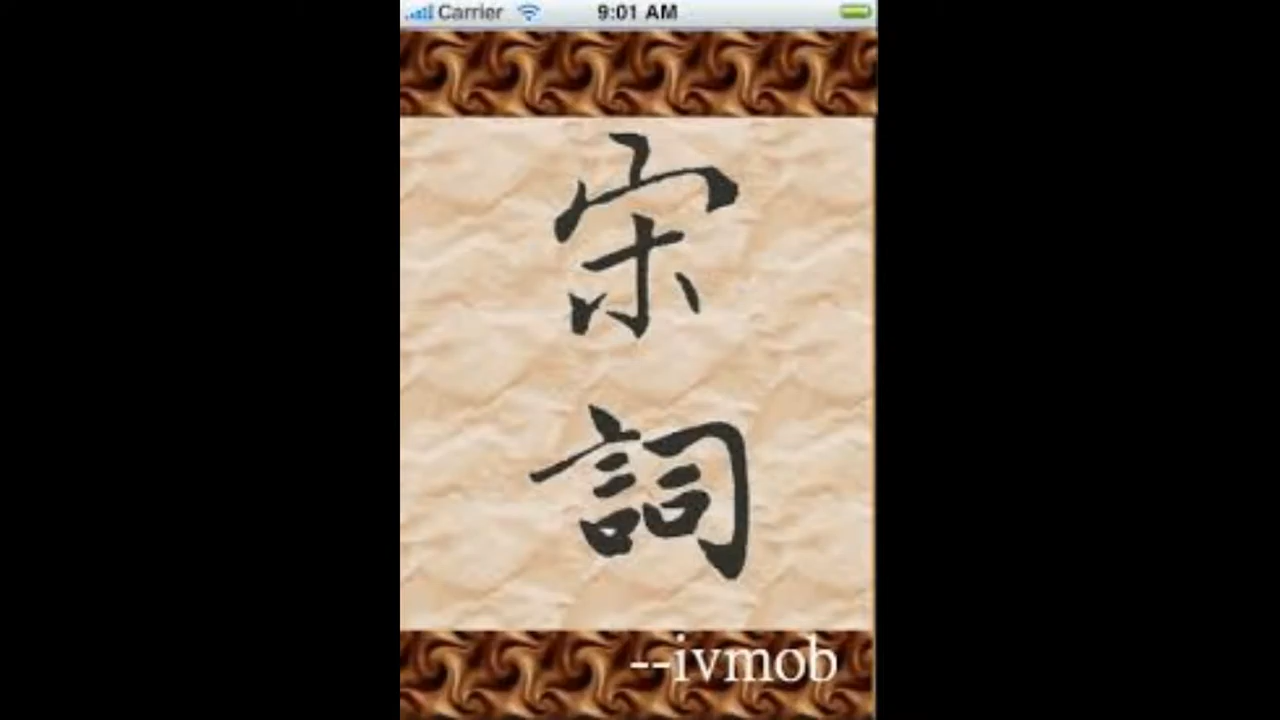 Carrier 9:01 AM
宋
詞
--ivmob